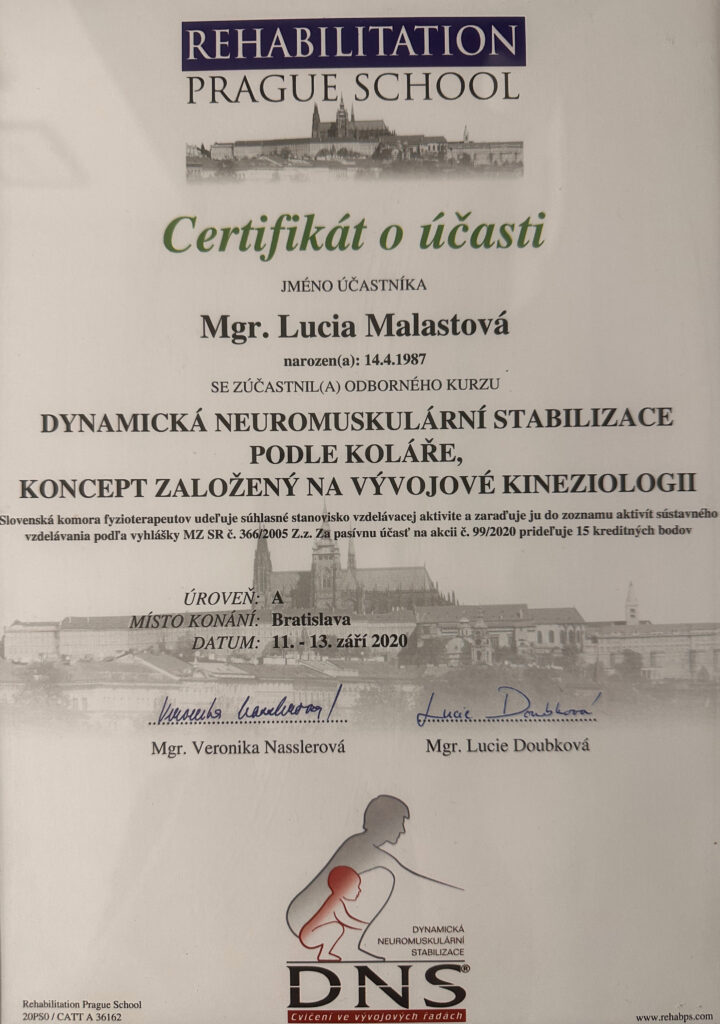 REHABILITATION
PRAGUE SCHOOL
Certifikát o účasti
JMÉNO ÚČASTNÍKA
Mgr. Lucia Malastová
narozen(a): 14.4.1987
SE ZÚČASTNIL(A) ODBORNÉHO KURZU
DYNAMICKÁ NEUROMUSKULÁRNÍ STABILIZACE
PODLE KOLÁŘE,
KONCEPT ZALOŽENÝ NA VÝVOJOVÉ KINEZIOLOGII
Slovenská komora fyzioterapeutov udeľuje súhlasné stanovisko vzdelávacej aktivite a zaraďuje ju do zoznamu aktivít sústavného
vzdelávania podľa vyhlášky MZ SR č. 366/2005 Z.z. Za pasívnu účasť na akcii č. 99/2020 prideľuje 15 kreditných bodov
ÚROVEŇ: A
MÍSTO KONÁNÍ: Bratislava
DATUM: 11. - 13. září 2020
Veronika Nasslerová Lucie Doubková
Mgr. Veronika Nasslerová Mgr. Lucie Doubková
DYNAMICKÁ
NEUROMUSKULÁRNÍ
STABILIZACE
DNS®
Cvičení ve vývojových řadách
Rehabilitation Prague School
20PS0 / CATT A 36162
www.rehabps.com